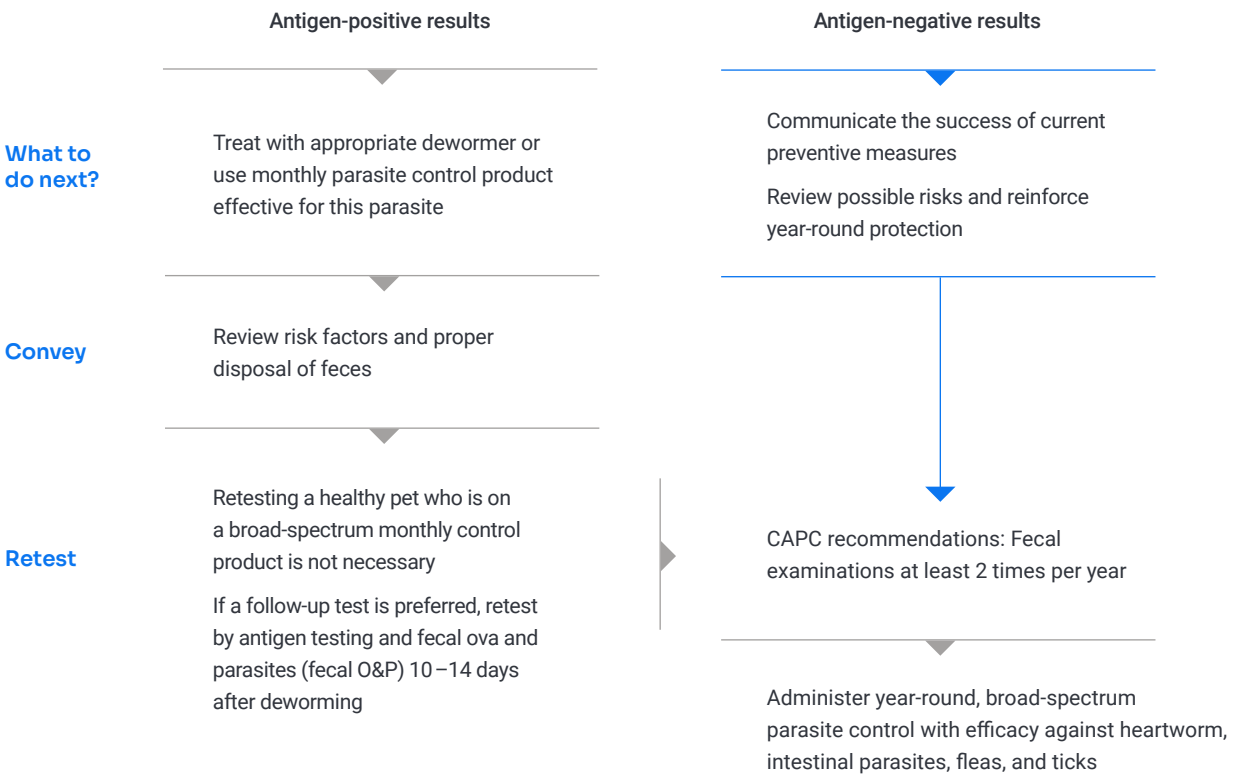 Antigen-positive results
Antigen-negative results
What to
do next?
Treat with appropriate dewormer or
use monthly parasite control product
effective for this parasite
Communicate the success of current
preventive measures
Review possible risks and reinforce
year-round protection
Convey
Review risk factors and proper
disposal of feces
Retest
Retesting a healthy pet who is on
a broad-spectrum monthly control
product is not necessary
If a follow-up test is preferred, retest
by antigen testing and fecal ova and
parasites (fecal O&P) 10–14 days
after deworming
CAPC recommendations: Fecal
examinations at least 2 times per year
Administer year-round, broad-spectrum
parasite control with efficacy against heartworm,
intestinal parasites, fleas, and ticks